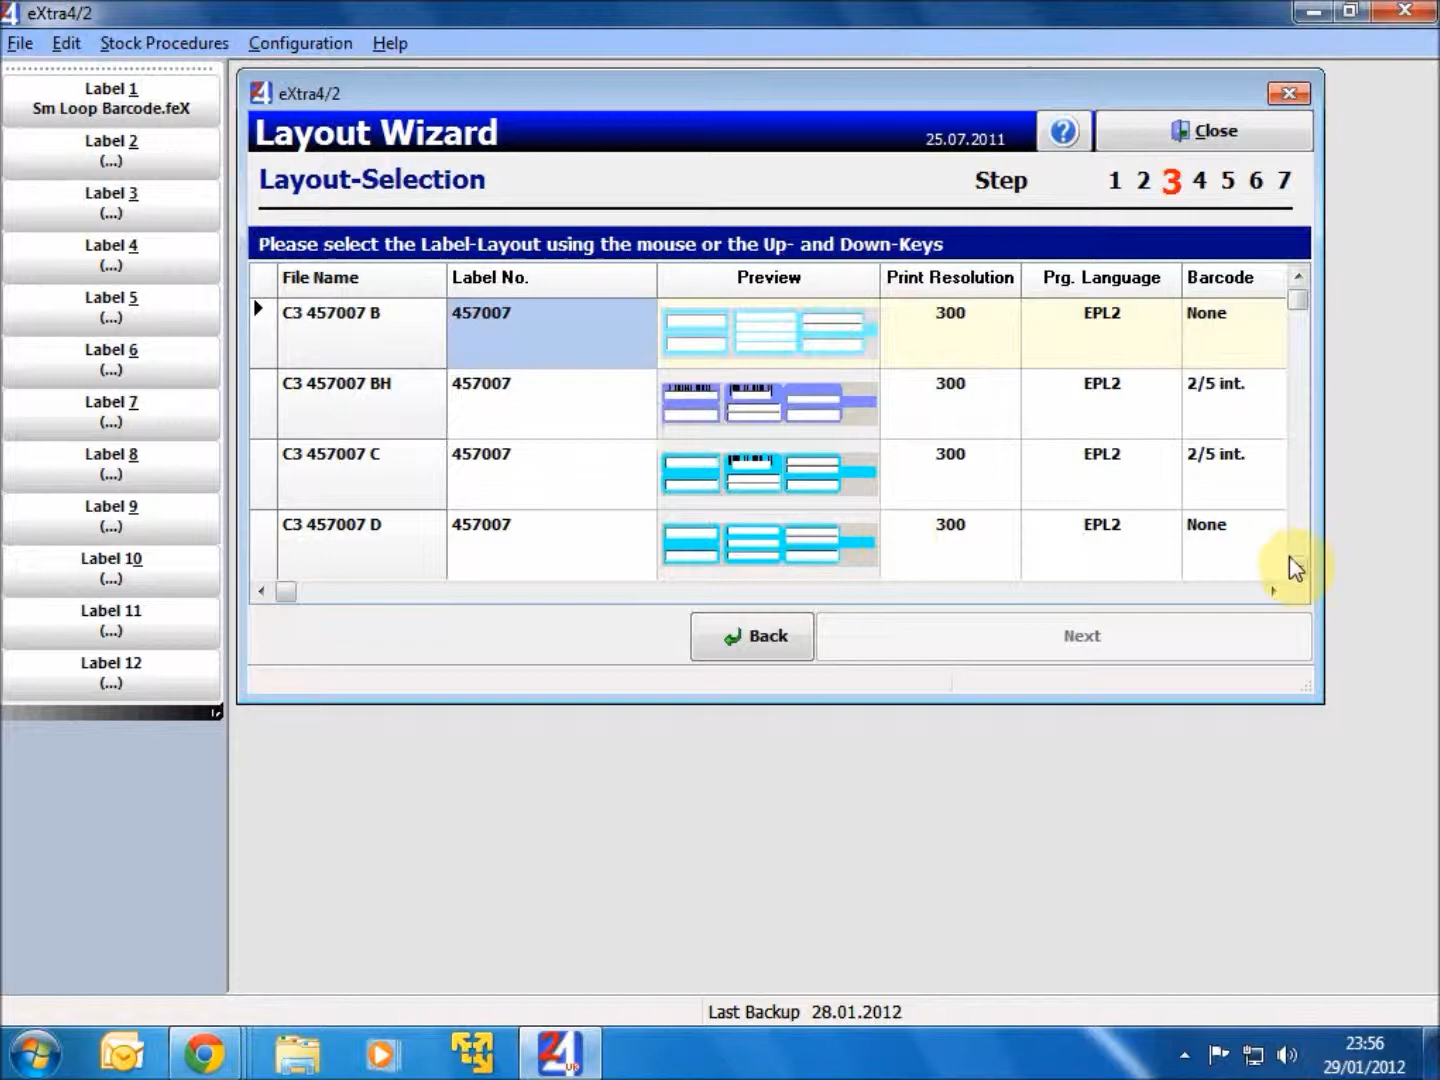 eXtra4/2
File Edit Stock Procedures Configuration Help
Label 1
Sm Loop Barcode.feX
Label 2
(...)
Label 3
(...)
Label 4
(...)
Label 5
(...)
Label 6
(...)
Label 7
(...)
Label 8
(...)
Label 9
(...)
Label 10
(...)
Label 11
(...)
Label 12
(...)
eXtra4/2
Layout Wizard 25.07.2011 ? Close
Layout-Selection Step 1 2 3 4 5 6 7
Please select the Label-Layout using the mouse or the Up- and Down-Keys
File Name Label No. Preview Print Resolution Prg. Language Barcode
C3 457007 B 457007 300 EPL2 None
C3 457007 BH 457007 300 EPL2 2/5 int.
C3 457007 C 457007 300 EPL2 2/5 int.
C3 457007 D 457007 300 EPL2 None
Back Next
Last Backup 28.01.2012
23:56
29/01/2012